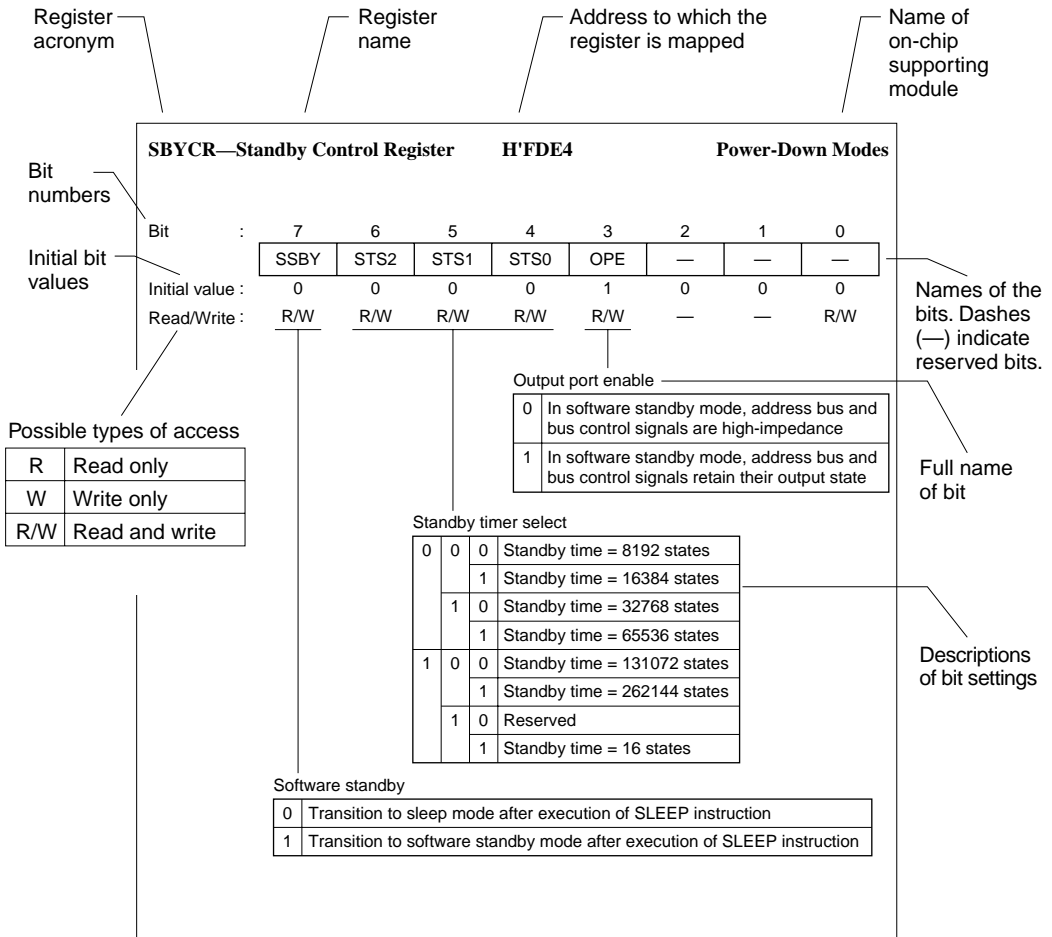 Register acronym
Register name
Address to which the register is mapped
Name of on-chip supporting module
SBYCR—Standby Control Register H'FDE4 Power-Down Modes
Bit numbers
Bit : 7 6 5 4 3 2 1 0
SSBY STS2 STS1 STS0 OPE — — —
Initial bit values
Initial value : 0 0 0 0 1 0 0 0
Read/Write : R/W R/W R/W R/W R/W — — R/W
Names of the bits. Dashes (—) indicate reserved bits.
Possible types of access
R Read only
W Write only
R/W Read and write
Output port enable
0 In software standby mode, address bus and bus control signals are high-impedance
1 In software standby mode, address bus and bus control signals retain their output state
Full name of bit
Standby timer select
0 0 0 Standby time = 8192 states
1 Standby time = 16384 states
1 0 Standby time = 32768 states
1 Standby time = 65536 states
1 0 0 Standby time = 131072 states
1 Standby time = 262144 states
1 0 Reserved
1 Standby time = 16 states
Descriptions of bit settings
Software standby
0 Transition to sleep mode after execution of SLEEP instruction
1 Transition to software standby mode after execution of SLEEP instruction